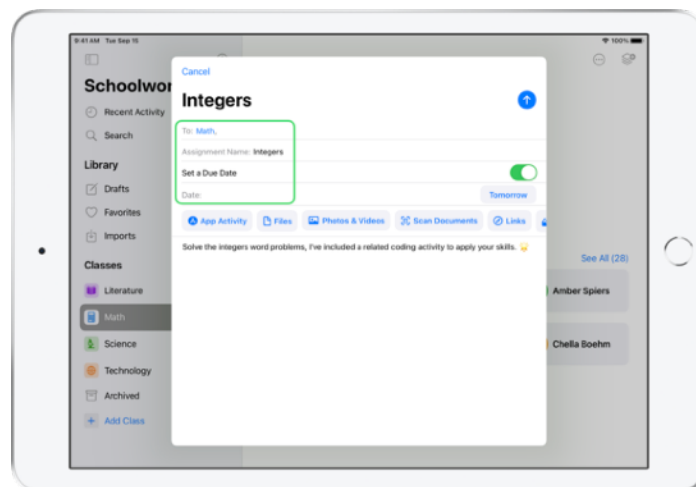 9:41 AM Tue Sep 15
100%
Cancel
Schoolwor
Integers
Recent Activity
To: Math,
Search
Assignment Name: Integers
Library
Set a Due Date
Drafts
Date:
Tomorrow
Favorites
App Activity
Files
Photos & Videos
Scan Documents
Links
Imports
Solve the integers word problems, I've included a related coding activity to apply your skills.
Classes
See All (28)
Literature
Amber Spiers
Math
Science
Chella Boehm
Technology
Archived
Add Class